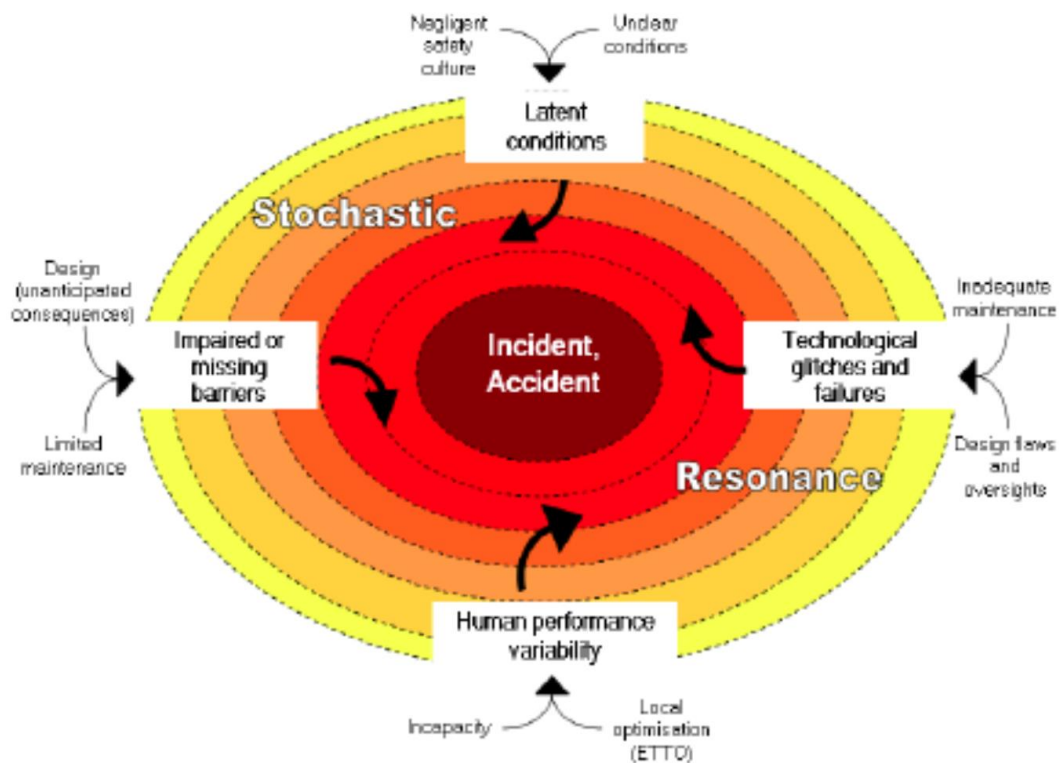 Negligent
safety
culture
Unclear
conditions
Latent
conditions
Stochastic
Design
(unanticipated
consequences)
Impaired or
missing
barriers
Limited
maintenance
Incident,
Accident
Inadequate
maintenance
Technological
glitches and
failures
Design flaws
and
oversights
Resonance
Human performance
variability
Incapacity
Local
optimisation
(ETTO)